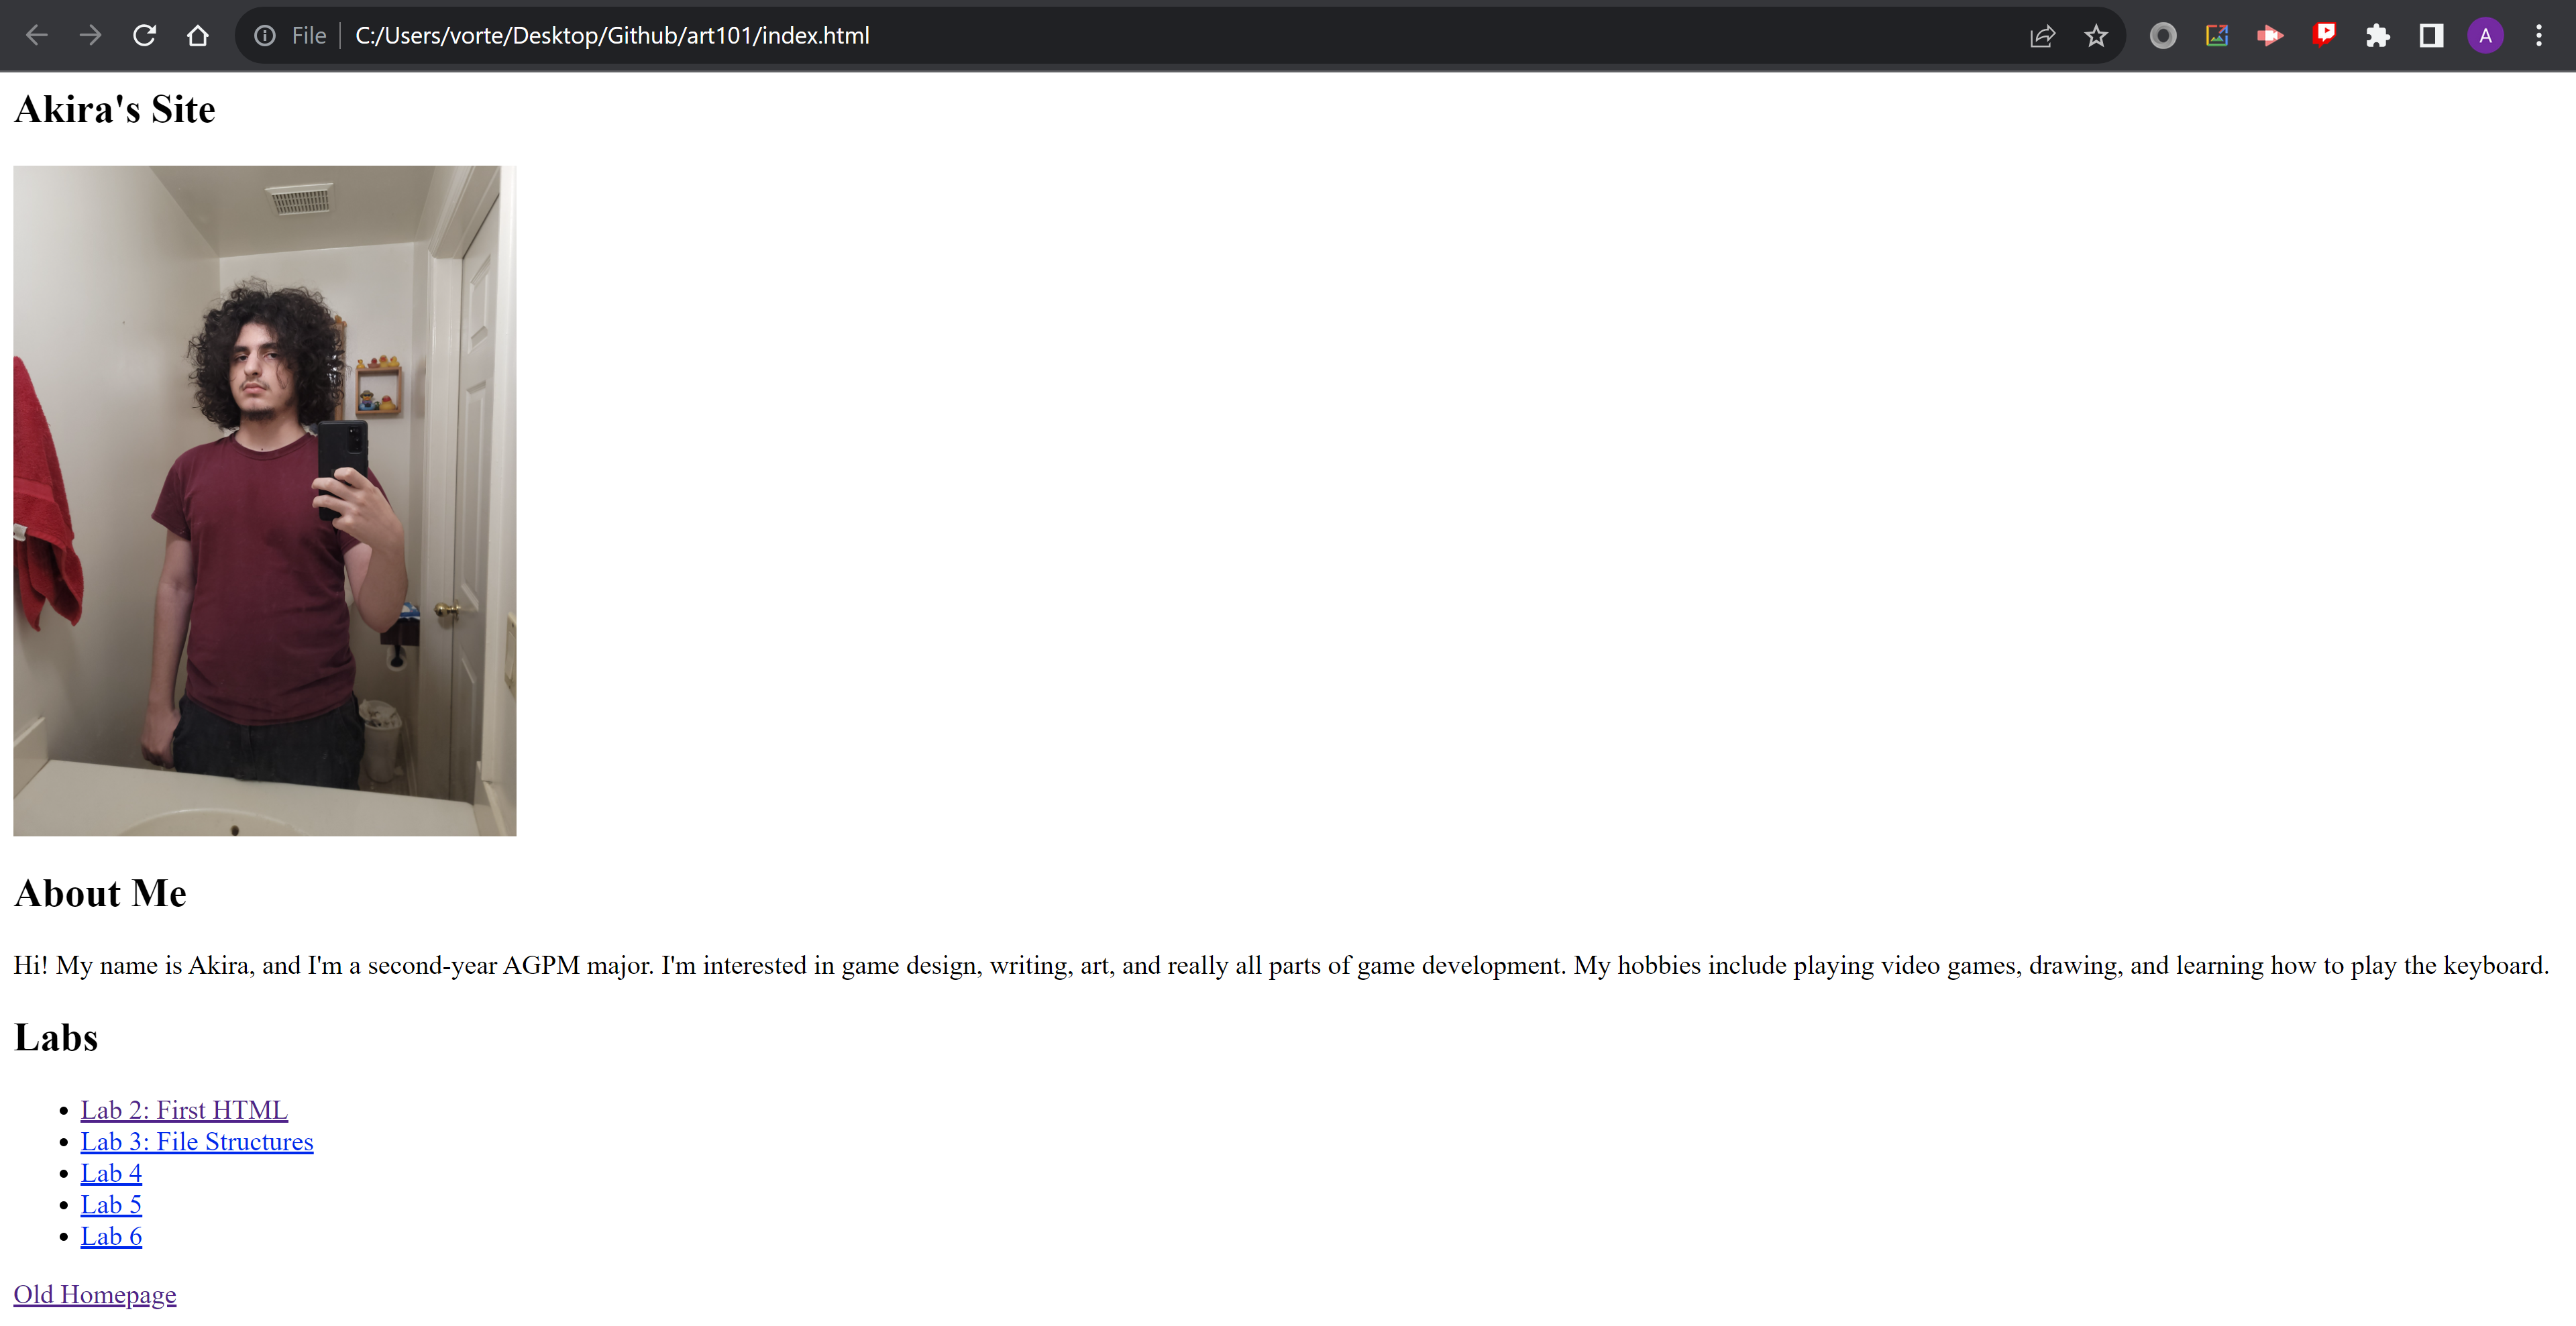 File C:/Users/vorte/Desktop/Github/art101/index.html
A
Akira's Site
About Me
Hi! My name is Akira, and I'm a second-year AGPM major. I'm interested in game design, writing, art, and really all parts of game development. My hobbies include playing video games, drawing, and learning how to play the keyboard.
Labs
Lab 2: First HTML
Lab 3: File Structures
Lab 4
Lab 5
Lab 6
Old Homepage